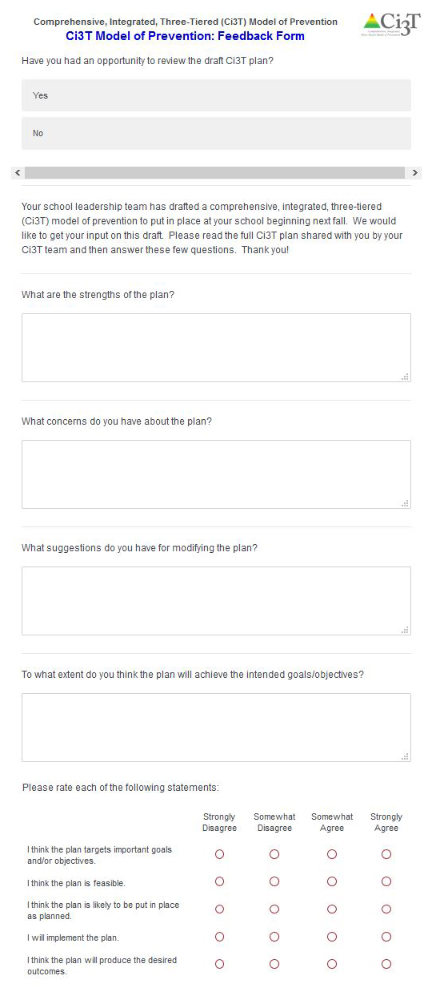 Comprehensive, Integrated, Three-Tiered (Ci3T) Model of Prevention
Ci3T Model of Prevention: Feedback Form
Ci3T
Have you had an opportunity to review the draft Ci3T plan?
Yes
No
Your school leadership team has drafted a comprehensive, integrated, three-tiered
(Ci3T) model of prevention to put in place at your school beginning next fall.  We would
like to get your input on this draft.  Please read the full Ci3T plan shared with you by your
Ci3T team and then answer these few questions.  Thank you!
What are the strengths of the plan?
What concerns do you have about the plan?
What suggestions do you have for modifying the plan?
To what extent do you think the plan will achieve the intended goals/objectives?
Please rate each of the following statements:
Strongly Disagree
Somewhat Disagree
Somewhat Agree
Strongly Agree
I think the plan targets important goals
and/or objectives.
I think the plan is feasible.
I think the plan is likely to be put in place
as planned.
I will implement the plan.
I think the plan will produce the desired
outcomes.